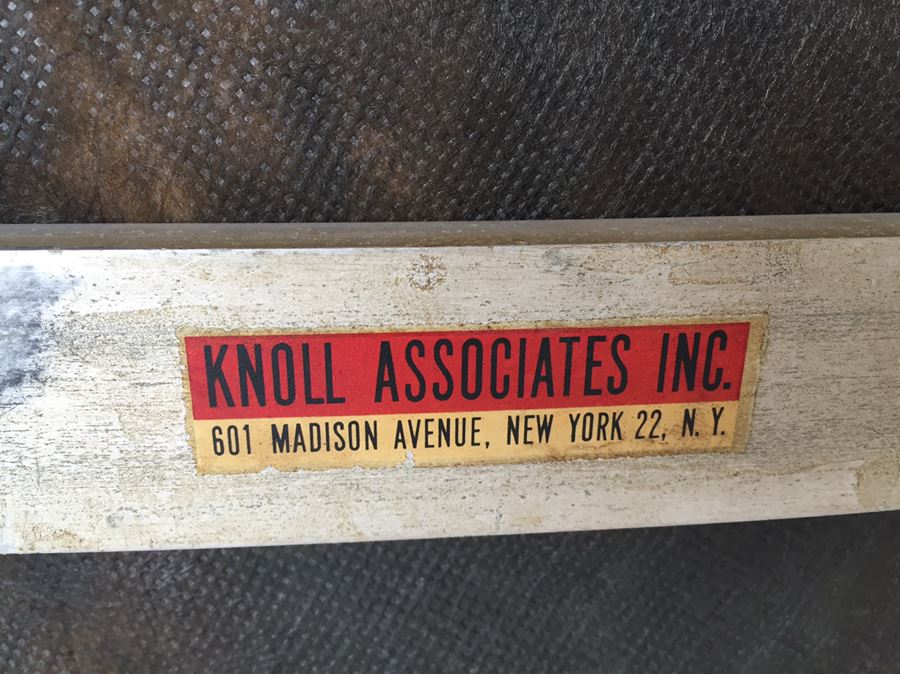 KNOLL ASSOCIATES INC.
601 MADISON AVENUE, NEW YORK 22, N. Y.